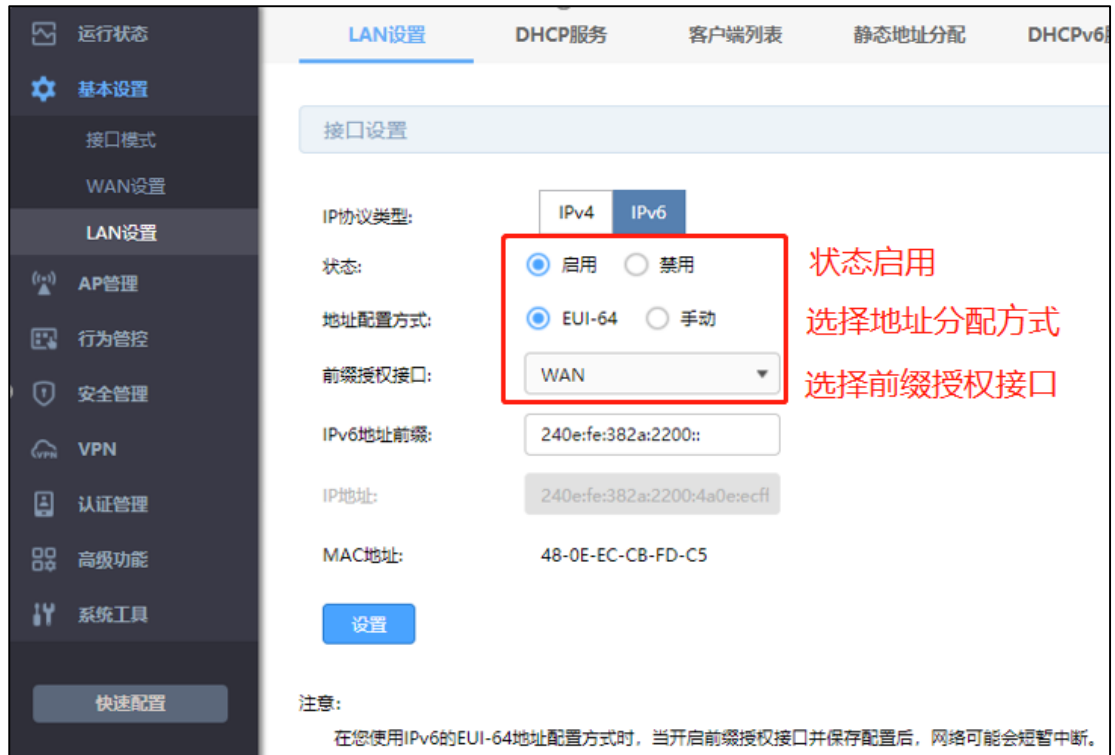 运行状态
基本设置
接口模式
WAN设置
LAN设置
AP管理
行为管控
安全管理
VPN
认证管理
高级功能
系统工具
快速配置
LAN设置 DHCP服务 客户端列表 静态地址分配 DHCPv6
接口设置
IP协议类型: IPv4 IPv6
状态: 启用 禁用 状态启用
地址配置方式: EUI-64 手动 选择地址分配方式
前缀授权接口: WAN 选择前缀授权接口
IPv6地址前缀: 240e:fe:382a:2200::
IP地址: 240e:fe:382a:2200:4a0e:ecff
MAC地址: 48-0E-EC-CB-FD-C5
设置
注意:
在您使用IPv6的EUI-64地址配置方式时，当开启前缀授权接口并保存配置后，网络可能会短暂中断。